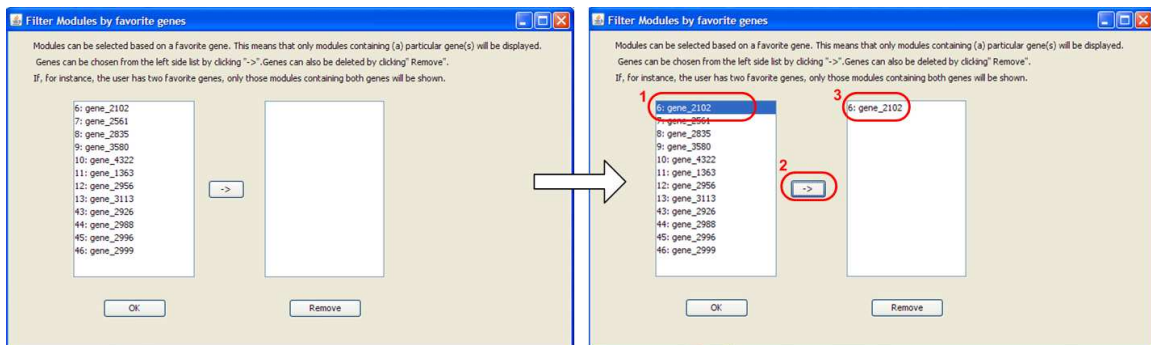 Filter Modules by favorite genes
Modules can be selected based on a favorite gene. This means that only modules containing (a) particular gene(s) will be displayed.
Genes can be chosen from the left side list by clicking "->".Genes can also be deleted by clicking" Remove".
If, for instance, the user has two favorite genes, only those modules containing both genes will be shown.
6: gene_2102
7: gene_2561
8: gene_2835
9: gene_3580
10: gene_4322
11: gene_1363
12: gene_2956
13: gene_3113
43: gene_2926
44: gene_2988
45: gene_2996
46: gene_2999
->
OK
Remove
Filter Modules by favorite genes
Modules can be selected based on a favorite gene. This means that only modules containing (a) particular gene(s) will be displayed.
Genes can be chosen from the left side list by clicking "->".Genes can also be deleted by clicking" Remove".
If, for instance, the user has two favorite genes, only those modules containing both genes will be shown.
1
6: gene_2102
7: gene_2561
8: gene_2835
9: gene_3580
10: gene_4322
11: gene_1363
12: gene_2956
13: gene_3113
43: gene_2926
44: gene_2988
45: gene_2996
46: gene_2999
2
->
3
6: gene_2102
OK
Remove